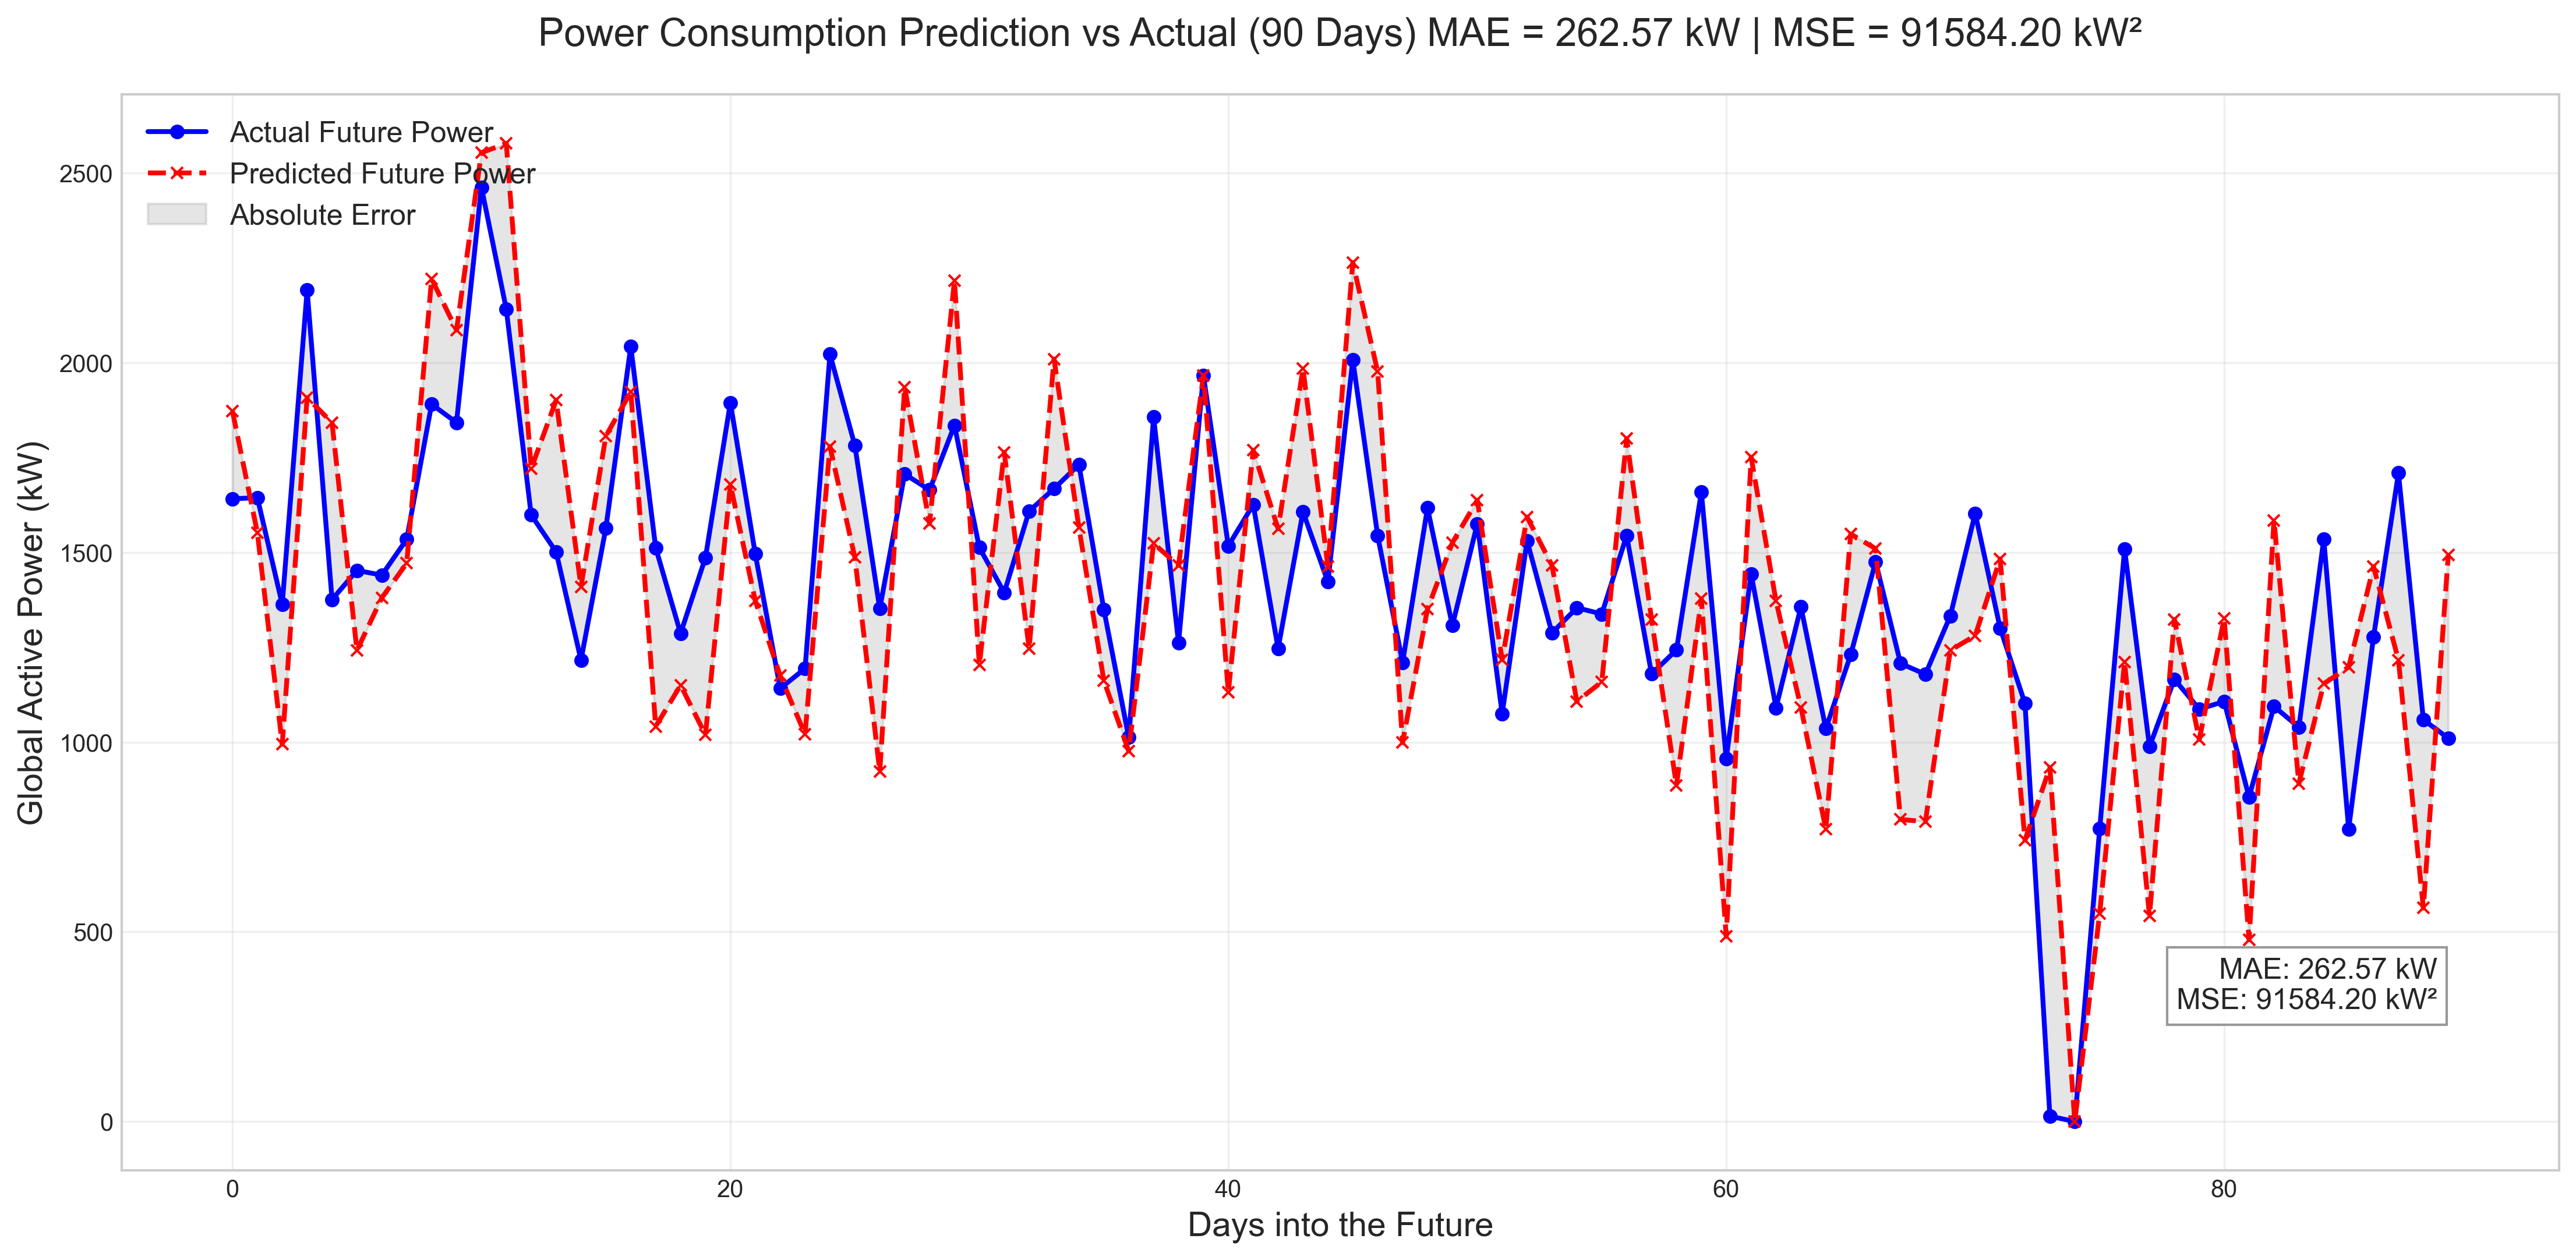 Power Consumption Prediction vs Actual (90 Days) MAE = 262.57 kW | MSE = 91584.20 kW²
Actual Future Power
Predicted Future Power
Absolute Error
Global Active Power (kW)
2500
2000
1500
1000
500
0
MAE: 262.57 kW
MSE: 91584.20 kW²
0
20
40
60
80
Days into the Future